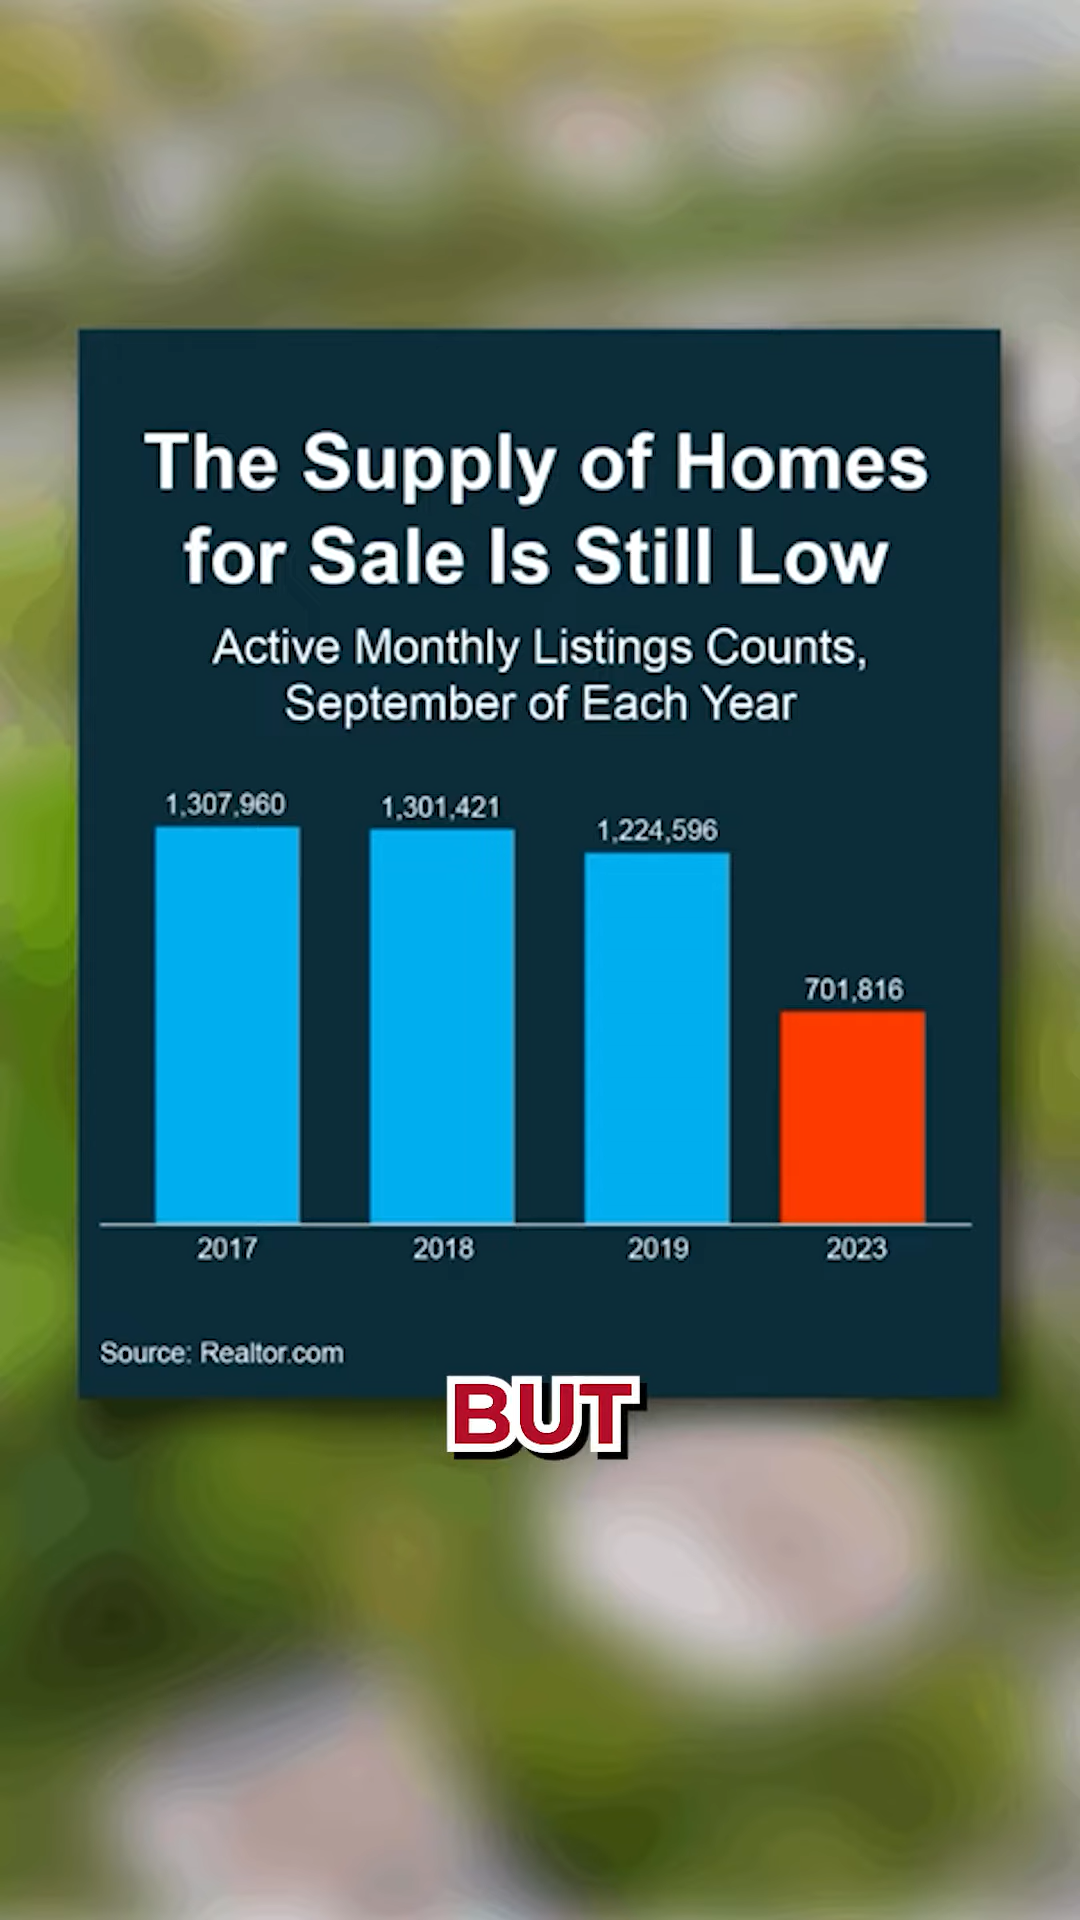 The Supply of Homes
for Sale Is Still Low
Active Monthly Listings Counts,
September of Each Year
1,307,960
1,301,421
1,224,596
701,816
2017
2018
2019
2023
Source: Realtor.com
BUT